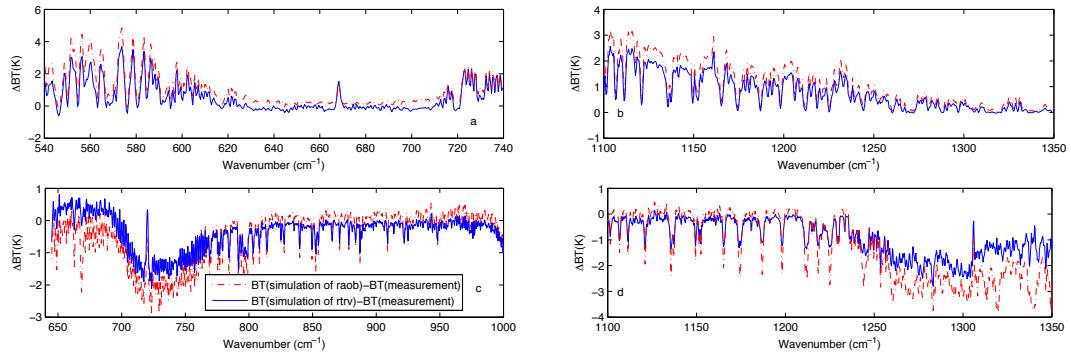 6
4
2
0
−2
ΔBT(K)
540 560 580 600 620 640 660 680 700 720 740
Wavenumber (cm−1)
a
4
3
2
1
0
−1
ΔBT(K)
1100 1150 1200 1250 1300 1350
Wavenumber (cm−1)
b
1
0
−1
−2
−3
ΔBT(K)
650 700 750 800 850 900 950 1000
Wavenumber (cm−1)
BT(simulation of raob)−BT(measurement)
BT(simulation of rtrv)−BT(measurement)
c
1
0
−1
−2
−3
−4
ΔBT(K)
1100 1150 1200 1250 1300 1350
Wavenumber (cm−1)
d